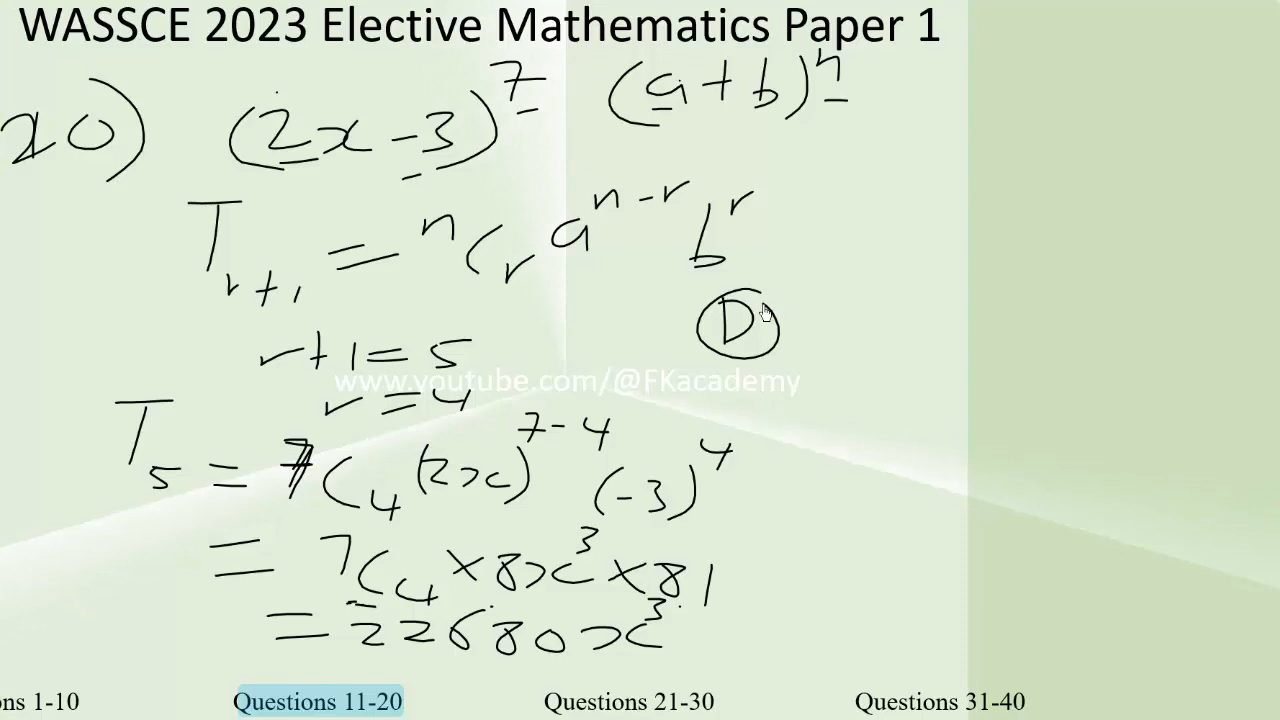 WASSCE 2023 Elective Mathematics Paper 1
20) (2x -3)^7 (a+b)^n
T_{r+1} = ^nC_r a^{n-r} b^r
D
r+1=5
www.youtube.com/@FKacademy
r=4
T_5 = 7C_4 (2x)^{7-4} (-3)^4
= 7C_4 ×8x^3×81
= 22680x^3
ns 1-10 Questions 11-20 Questions 21-30 Questions 31-40